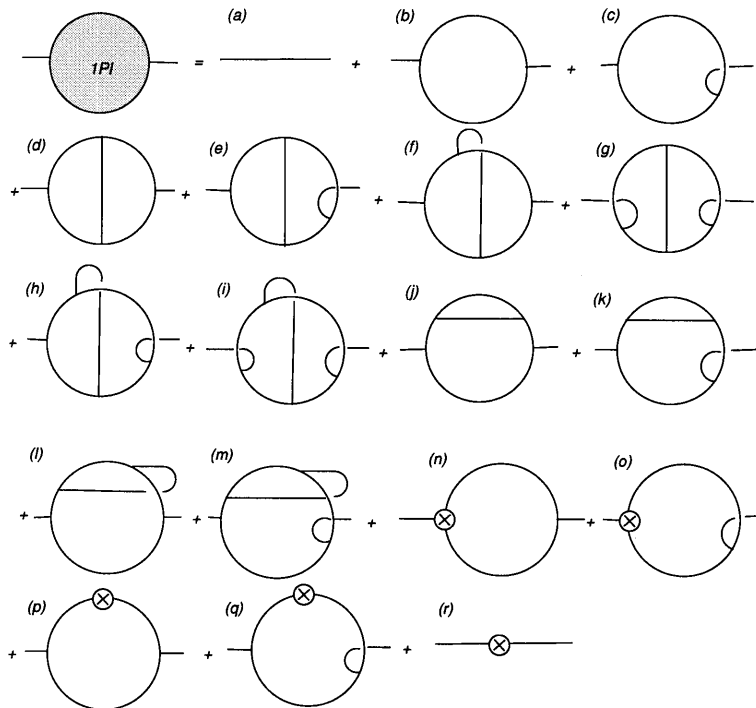 1PI = (a) + (b) + (c)
+ (d) + (e) + (f) + (g)
+ (h) + (i) + (j) + (k)
+ (l) + (m) + (n) + (o)
+ (p) + (q) + (r)